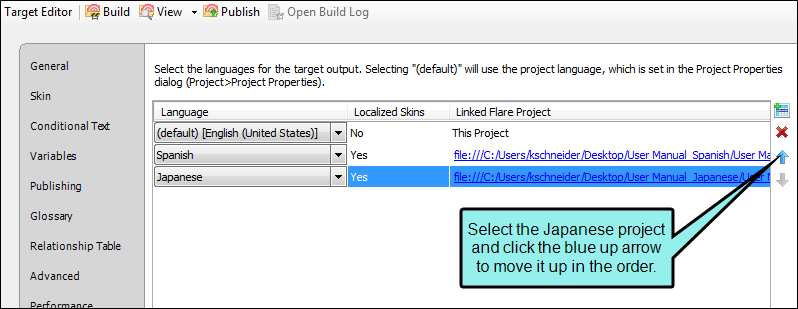 Target Editor Build View Publish Open Build Log
General
Skin
Conditional Text
Variables
Publishing
Glossary
Relationship Table
Advanced
Performance
Select the languages for the target output. Selecting "(default)" will use the project language, which is set in the Project Properties
dialog (Project>Project Properties).
Language Localized Skins Linked Flare Project
(default) [English (United States)] No This Project
Spanish Yes file:///C:/Users/kschneider/Desktop/User Manual_Spanish/User Ma
Japanese Yes file:///C:/Users/kschneider/Desktop/User Manual_Japanese/User M
Select the Japanese project
and click the blue up arrow
to move it up in the order.